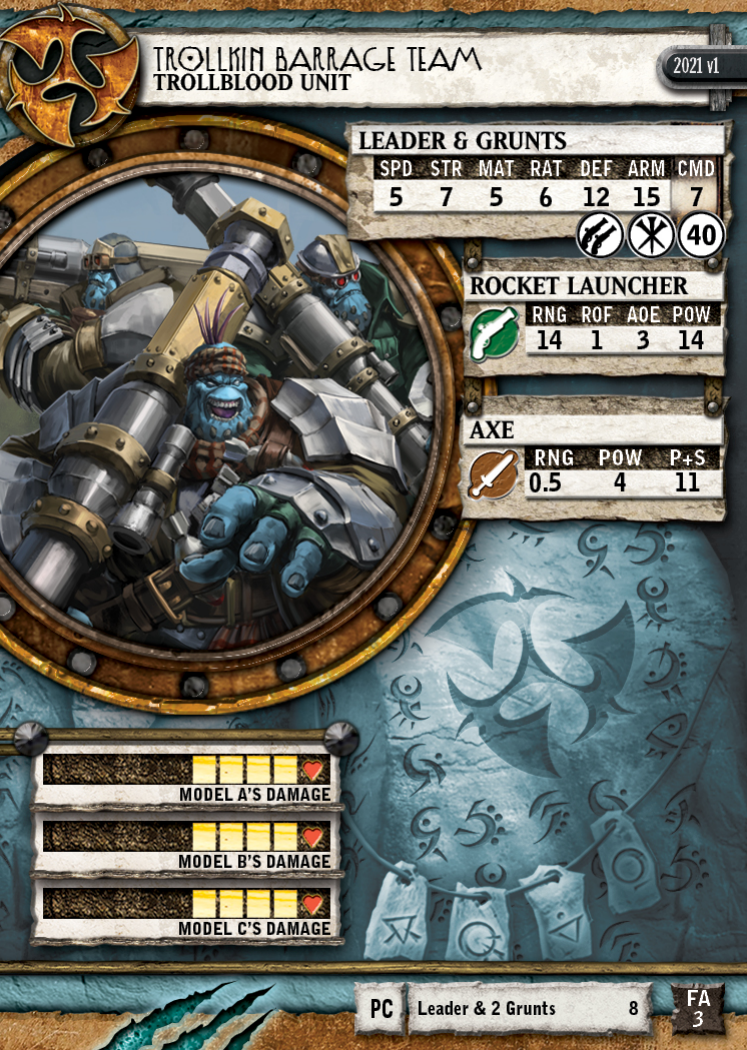 TROLLKIN BARRAGE TEAM
TROLLBLOOD UNIT
2021 v1
LEADER & GRUNTS
SPD STR MAT RAT DEF ARM CMD
5 7 5 6 12 15 7
40
ROCKET LAUNCHER
RNG ROF AOE POW
14 1 3 14
AXE
RNG POW P+S
0.5 4 11
MODEL A'S DAMAGE
MODEL B'S DAMAGE
MODEL C'S DAMAGE
PC Leader & 2 Grunts 8
FA
3